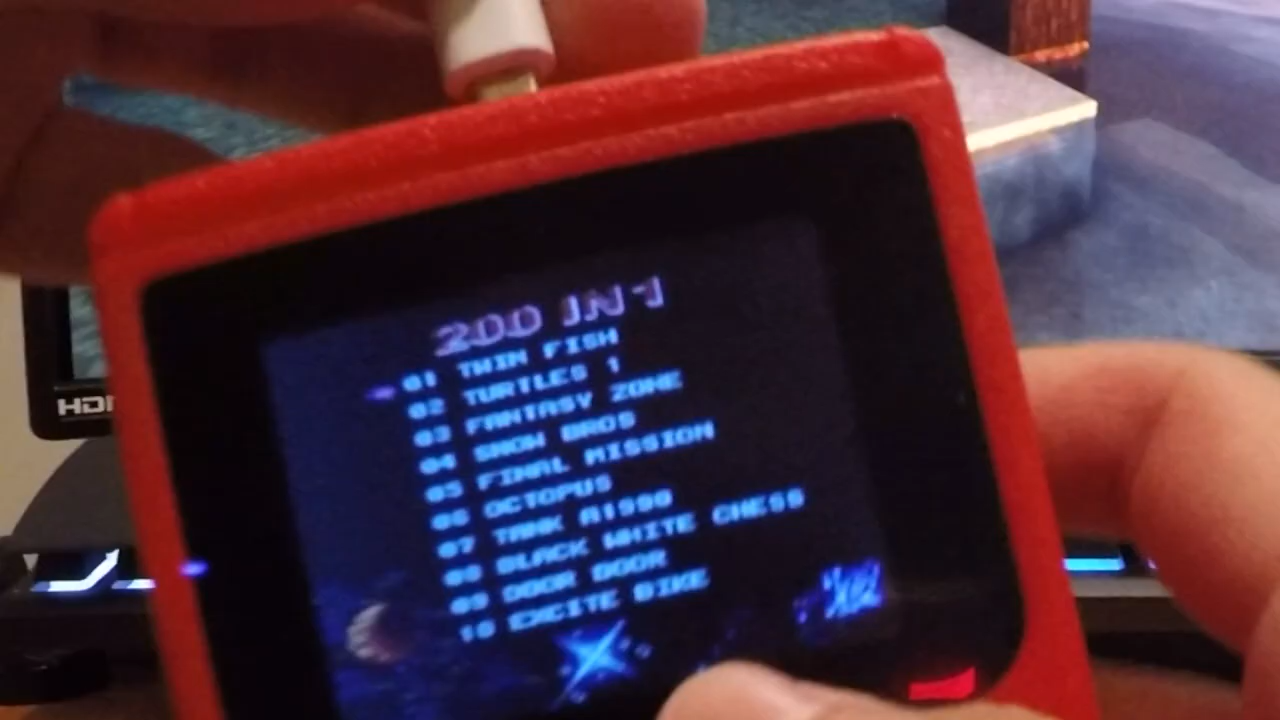 200 IN 1
01 TWIN FISH
02 TURTLES 1
03 FANTASY ZONE
04 SNOW BROS
05 FINAL MISSION
06 OCTOPUS
07 TANK A1990
08 BLACK WHITE CHESS
09 DOOR DOOR
10 EXCITE BIKE
HDI